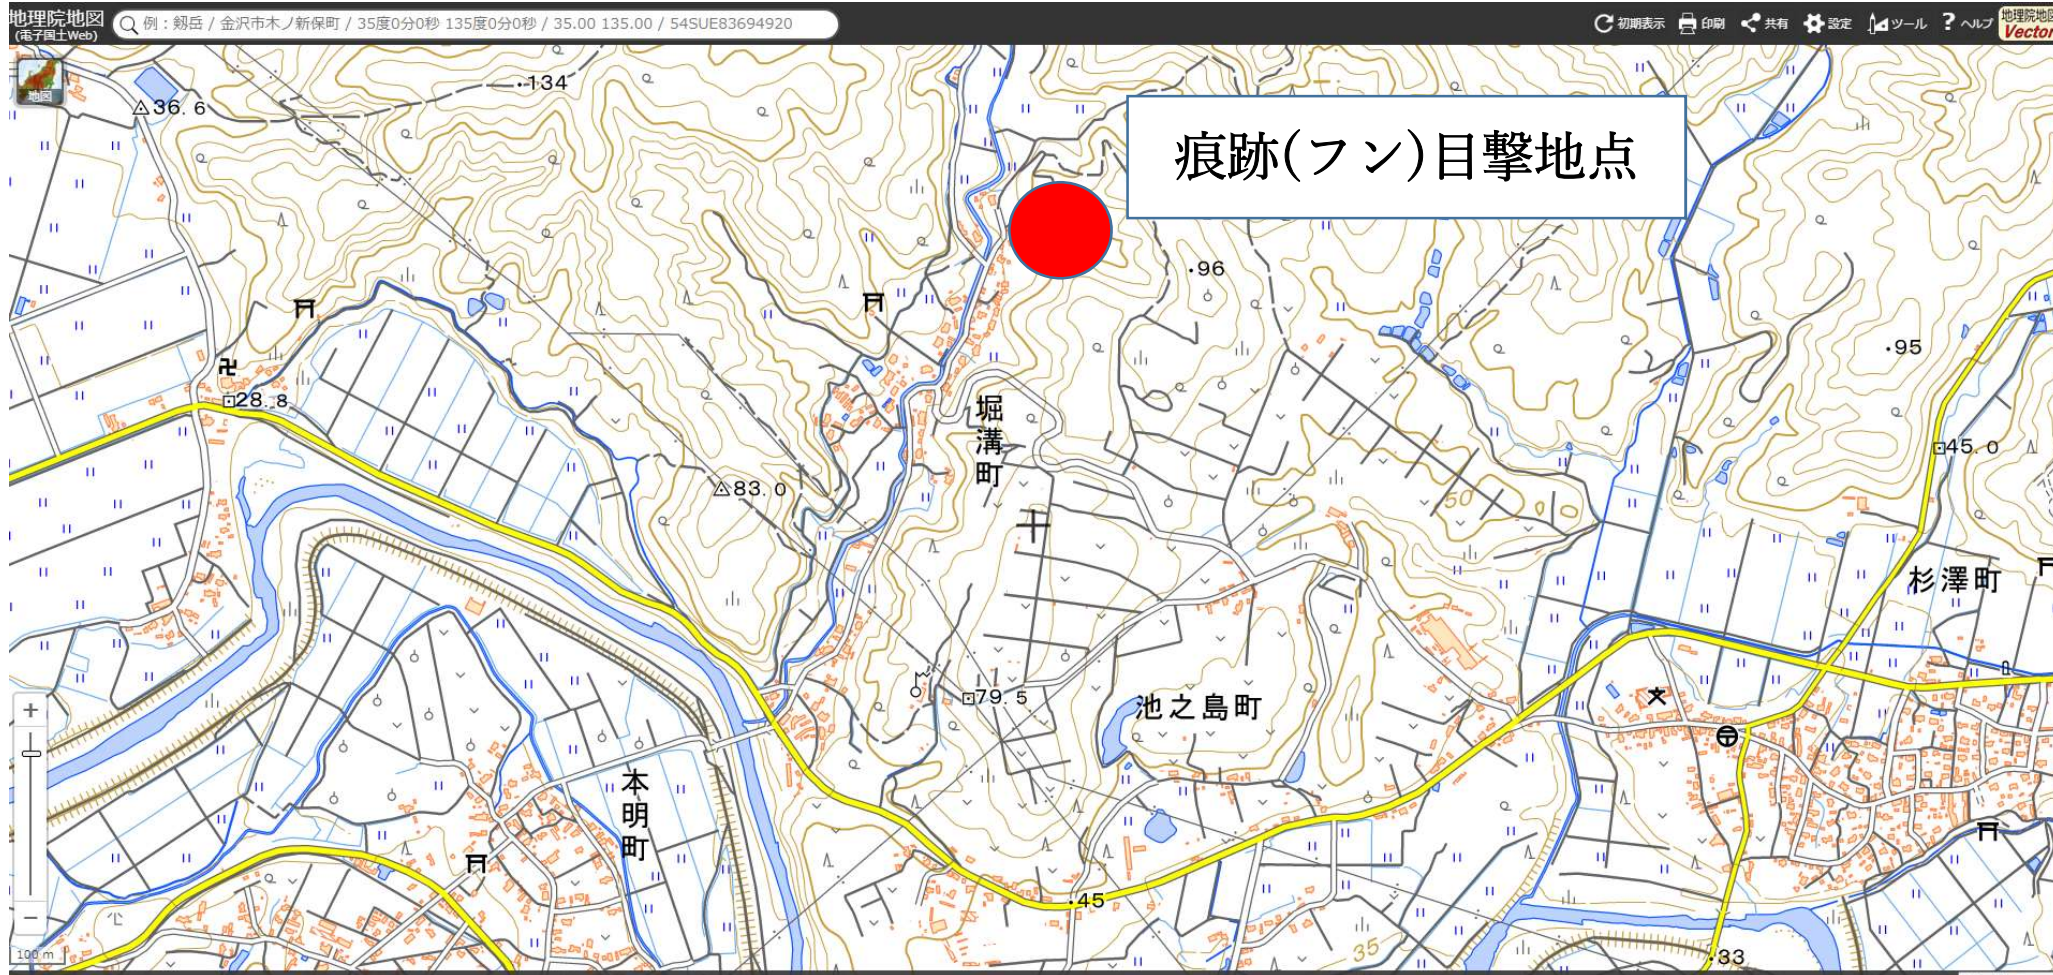 地理院地図
(電子国土Web)
例：剱岳 / 金沢市木ノ新保町 / 35度0分0秒 135度0分0秒 / 35.00 135.00 / 54SUE83694920
初期表示
印刷
共有
設定
ツール
? ヘルプ
地理院地図
Vector
地図
36.6
134
痕跡(フン)目撃地点
96
95
28.8
堀溝町
45.0
83.0
50
杉澤町
79.5
池之島町
本明町
45
35
33
+
−
100 m